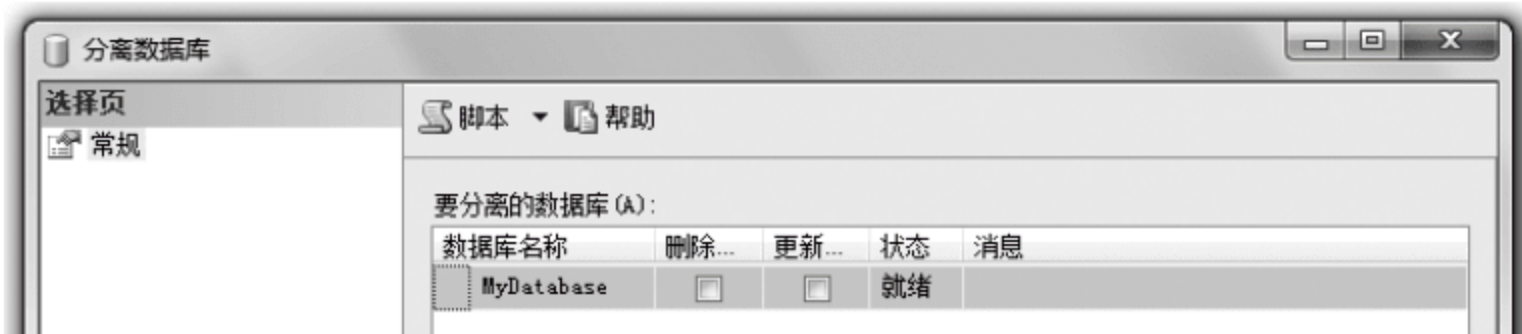 分离数据库
选择页
常规
脚本 帮助
要分离的数据库(A):
数据库名称 删除... 更新... 状态 消息
MyDatabase 就绪